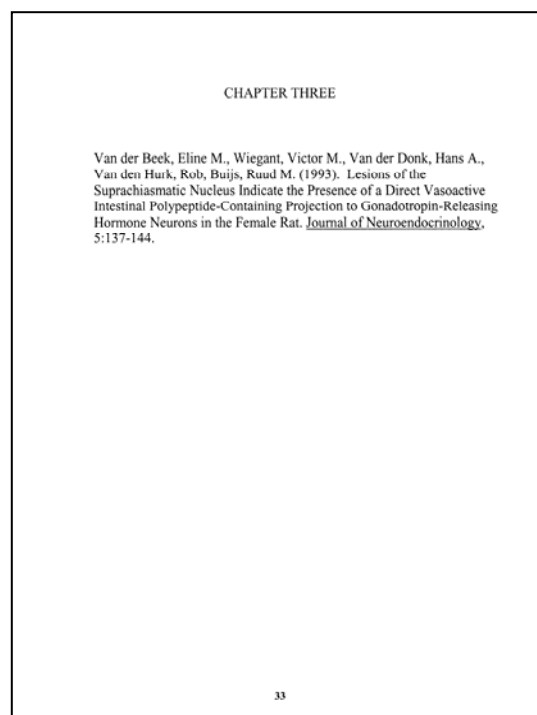 CHAPTER THREE
Van der Beek, Eline M., Wiegant, Victor M., Van der Donk, Hans A.,
Van den Hurk, Rob, Buijs, Ruud M. (1993). Lesions of the
Suprachiasmatic Nucleus Indicate the Presence of a Direct Vasoactive
Intestinal Polypeptide-Containing Projection to Gonadotropin-Releasing
Hormone Neurons in the Female Rat. Journal of Neuroendocrinology,
5:137-144.
33